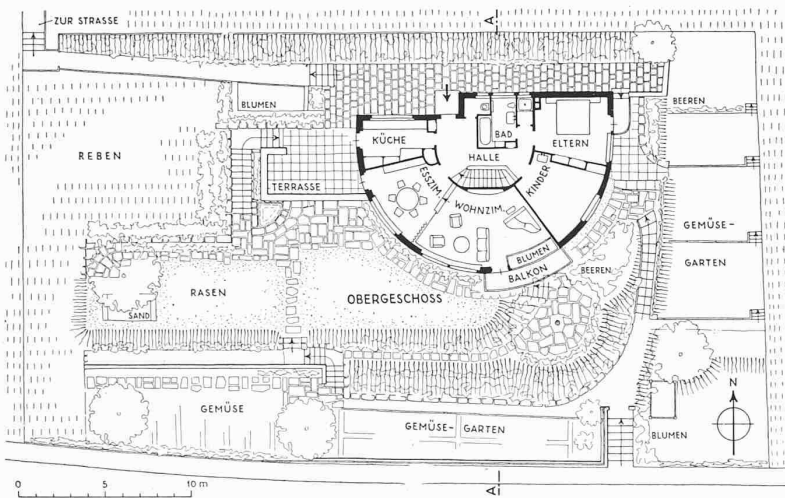 ZUR STRASSE
A
BLUMEN
BEEREN
KÜCHE
BAD
ELTERN
REBEN
HALLE
TERRASSE
ESSZIM.
KINDER
WOHNZIM.
GEMÜSE-
GARTEN
BLUMEN
BALKON
BEEREN
RASEN
OBERGESCHOSS
SAND
GEMÜSE
GEMÜSE-GARTEN
N
BLUMEN
A
0 5 10 m